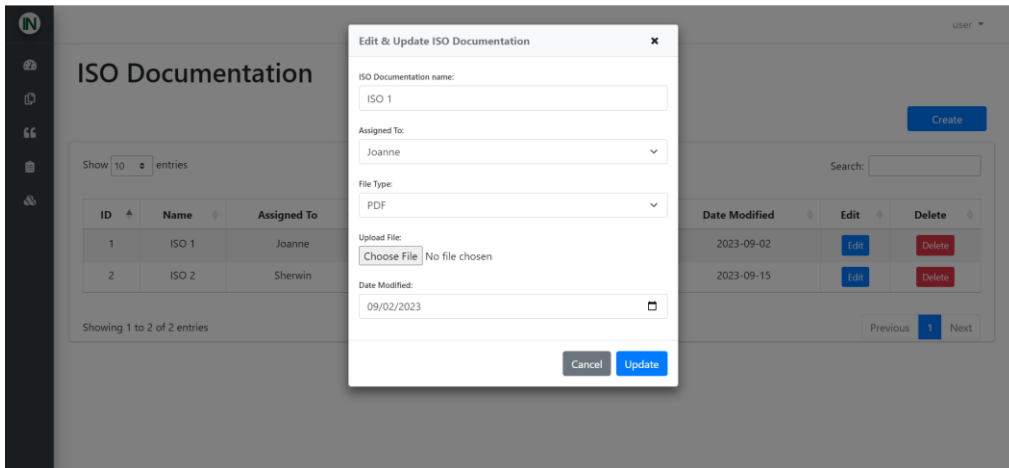 IN
user
Edit & Update ISO Documentation
ISO Documentation
ISO Documentation name:
ISO 1
Create
Assigned To:
Joanne
Show 10 entries
Search:
File Type:
PDF
ID Name Assigned To Date Modified Edit Delete
Upload File:
1 ISO 1 Joanne 2023-09-02 Edit Delete
Choose File No file chosen
2 ISO 2 Sherwin 2023-09-15 Edit Delete
Date Modified:
09/02/2023
Showing 1 to 2 of 2 entries
Previous 1 Next
Cancel Update